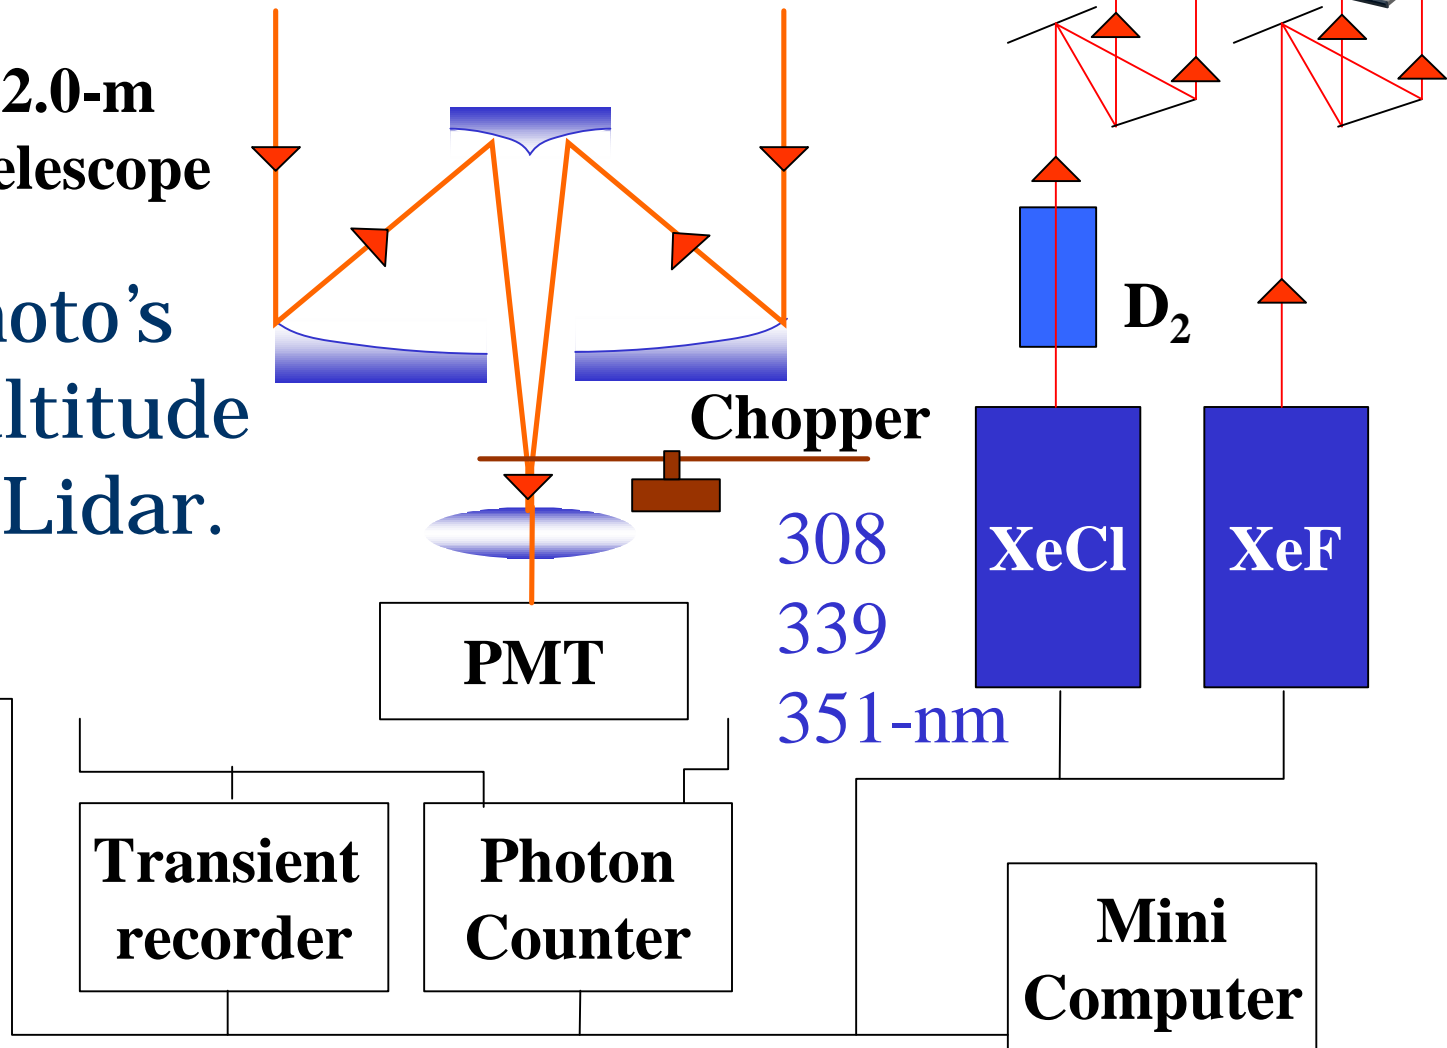 2.0-m
elescope
oto's
ltitude
Lidar.
Chopper
D₂
308
339
351-nm
XeCl
XeF
PMT
Transient
recorder
Photon
Counter
Mini
Computer